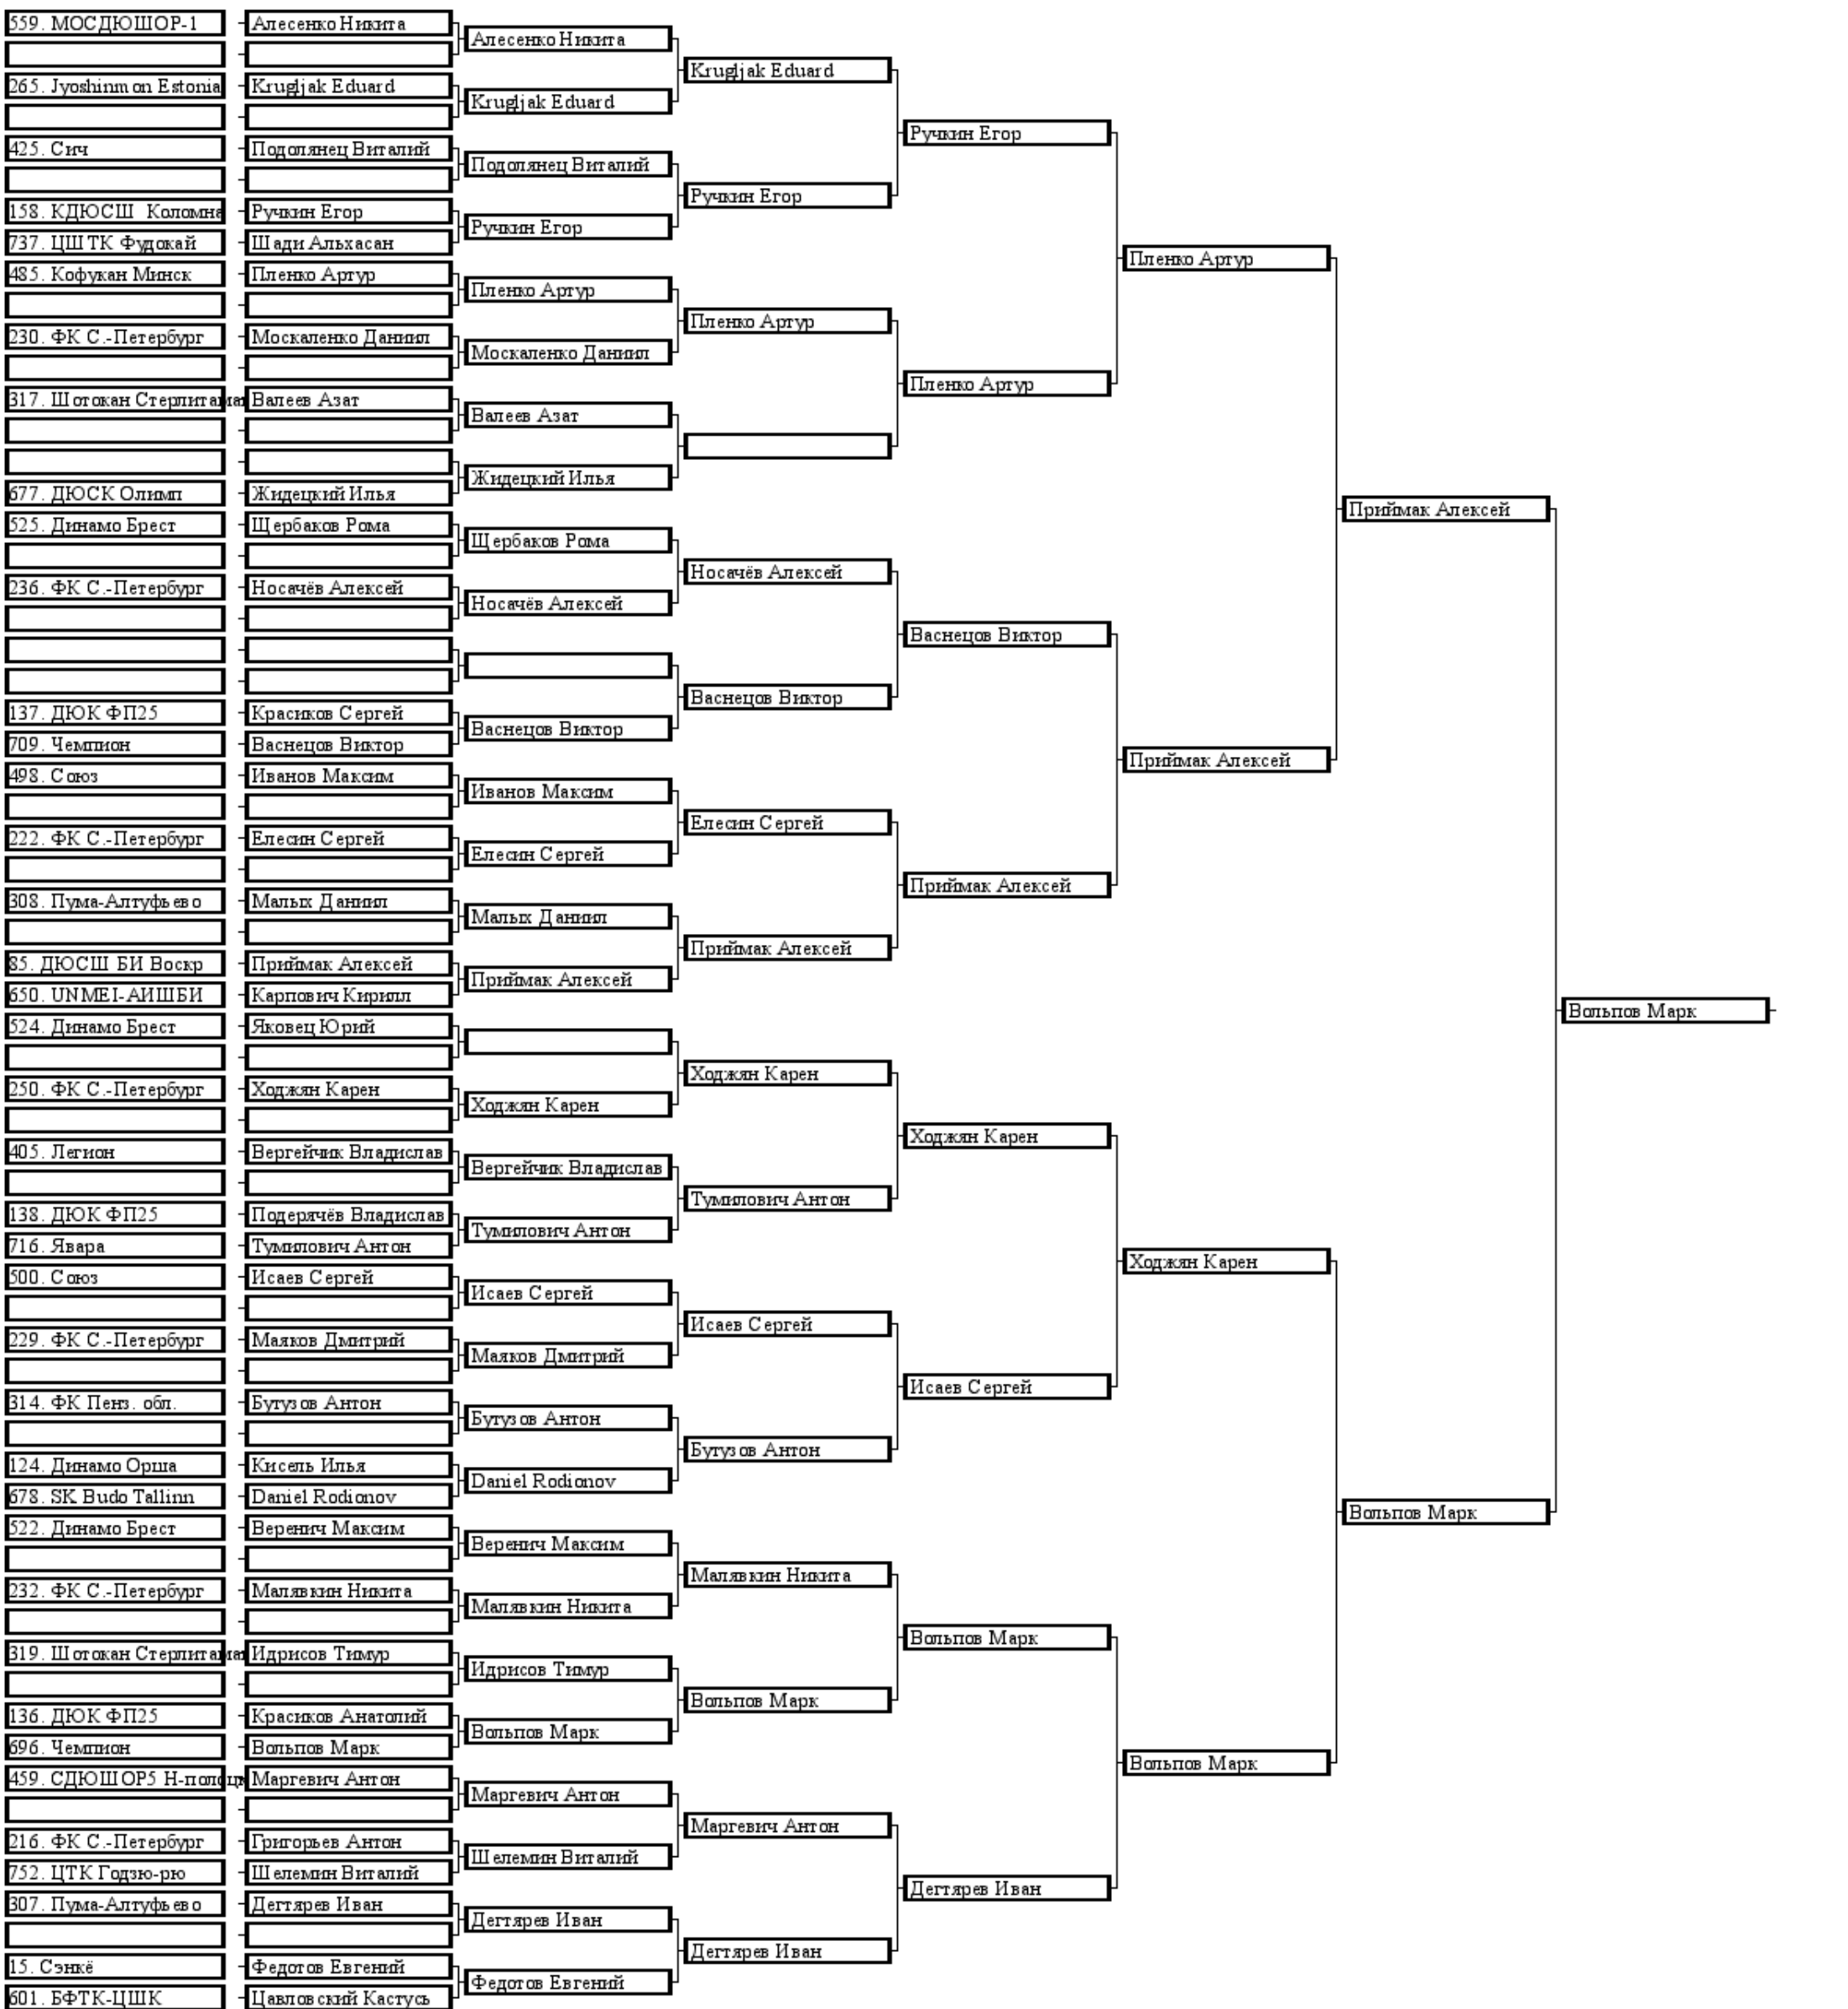 559. МОСДЮШОР-1
Алесенко Никита
Алесенко Никита
Krugljak Eduard
265. Jyoshinmon Estonia
Krugljak Eduard
Krugljak Eduard
Ручкин Егор
425. Сич
Подолянец Виталий
Подолянец Виталий
Ручкин Егор
158. КДЮСШ Коломна
Ручкин Егор
Ручкин Егор
737. ЦШТК Фудокай
Шади Альхасан
Пленко Артур
485. Кофукан Минск
Пленко Артур
Пленко Артур
Пленко Артур
230. ФК С.-Петербург
Москаленко Даниил
Москаленко Даниил
Пленко Артур
317. Шотокан Стерлитамак
Валеев Азат
Валеев Азат
Жидецкий Илья
677. ДЮСК Олимп
Жидецкий Илья
Приймак Алексей
525. Динамо Брест
Щербаков Рома
Щербаков Рома
Носачёв Алексей
236. ФК С.-Петербург
Носачёв Алексей
Носачёв Алексей
Васнецов Виктор
Васнецов Виктор
137. ДЮК ФП25
Красиков Сергей
Васнецов Виктор
709. Чемпион
Васнецов Виктор
Приймак Алексей
498. Союз
Иванов Максим
Иванов Максим
Елесин Сергей
222. ФК С.-Петербург
Елесин Сергей
Елесин Сергей
Приймак Алексей
308. Пума-Алтуфьево
Малых Даниил
Малых Даниил
Приймак Алексей
85. ДЮСШ БИ Воскр
Приймак Алексей
Приймак Алексей
650. UNMEI-АИШБИ
Карпович Кирилл
Вольпов Марк
524. Динамо Брест
Яковец Юрий
Ходжян Карен
250. ФК С.-Петербург
Ходжян Карен
Ходжян Карен
Ходжян Карен
405. Легион
Вергейчик Владислав
Вергейчик Владислав
Тумилович Антон
138. ДЮК ФП25
Подерячёв Владислав
Тумилович Антон
716. Явара
Тумилович Антон
Ходжян Карен
500. Союз
Исаев Сергей
Исаев Сергей
Исаев Сергей
229. ФК С.-Петербург
Маяков Дмитрий
Маяков Дмитрий
Исаев Сергей
314. ФК Пенз. обл.
Бутузов Антон
Бутузов Антон
Бутузов Антон
124. Динамо Орша
Кисель Илья
Daniel Rodionov
678. SK Budo Tallinn
Daniel Rodionov
Вольпов Марк
522. Динамо Брест
Веренич Максим
Веренич Максим
Малявкин Никита
232. ФК С.-Петербург
Малявкин Никита
Малявкин Никита
Вольпов Марк
319. Шотокан Стерлитамак
Идрисов Тимур
Идрисов Тимур
Вольпов Марк
136. ДЮК ФП25
Красиков Анатолий
Вольпов Марк
696. Чемпион
Вольпов Марк
Вольпов Марк
459. СДЮШОР5 Н-полоцк
Маргевич Антон
Маргевич Антон
Маргевич Антон
216. ФК С.-Петербург
Григорьев Антон
Шелемин Виталий
752. ЦТК Годзю-рю
Шелемин Виталий
Дегтярев Иван
307. Пума-Алтуфьево
Дегтярев Иван
Дегтярев Иван
Дегтярев Иван
15. Сэнкё
Федотов Евгений
Федотов Евгений
601. БФТК-ЦШК
Цавловский Кастусь